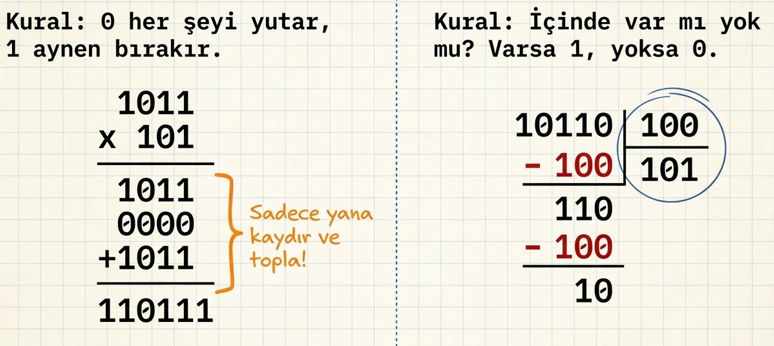 Kural: 0 her şeyi yutar,
1 aynen bırakır.
1011
x 101
1011
0000
+1011
110111
Sadece yana
kaydır ve
topla!
Kural: İçinde var mı yok
mu? Varsa 1, yoksa 0.
10110 100
- 100 101
110
- 100
10